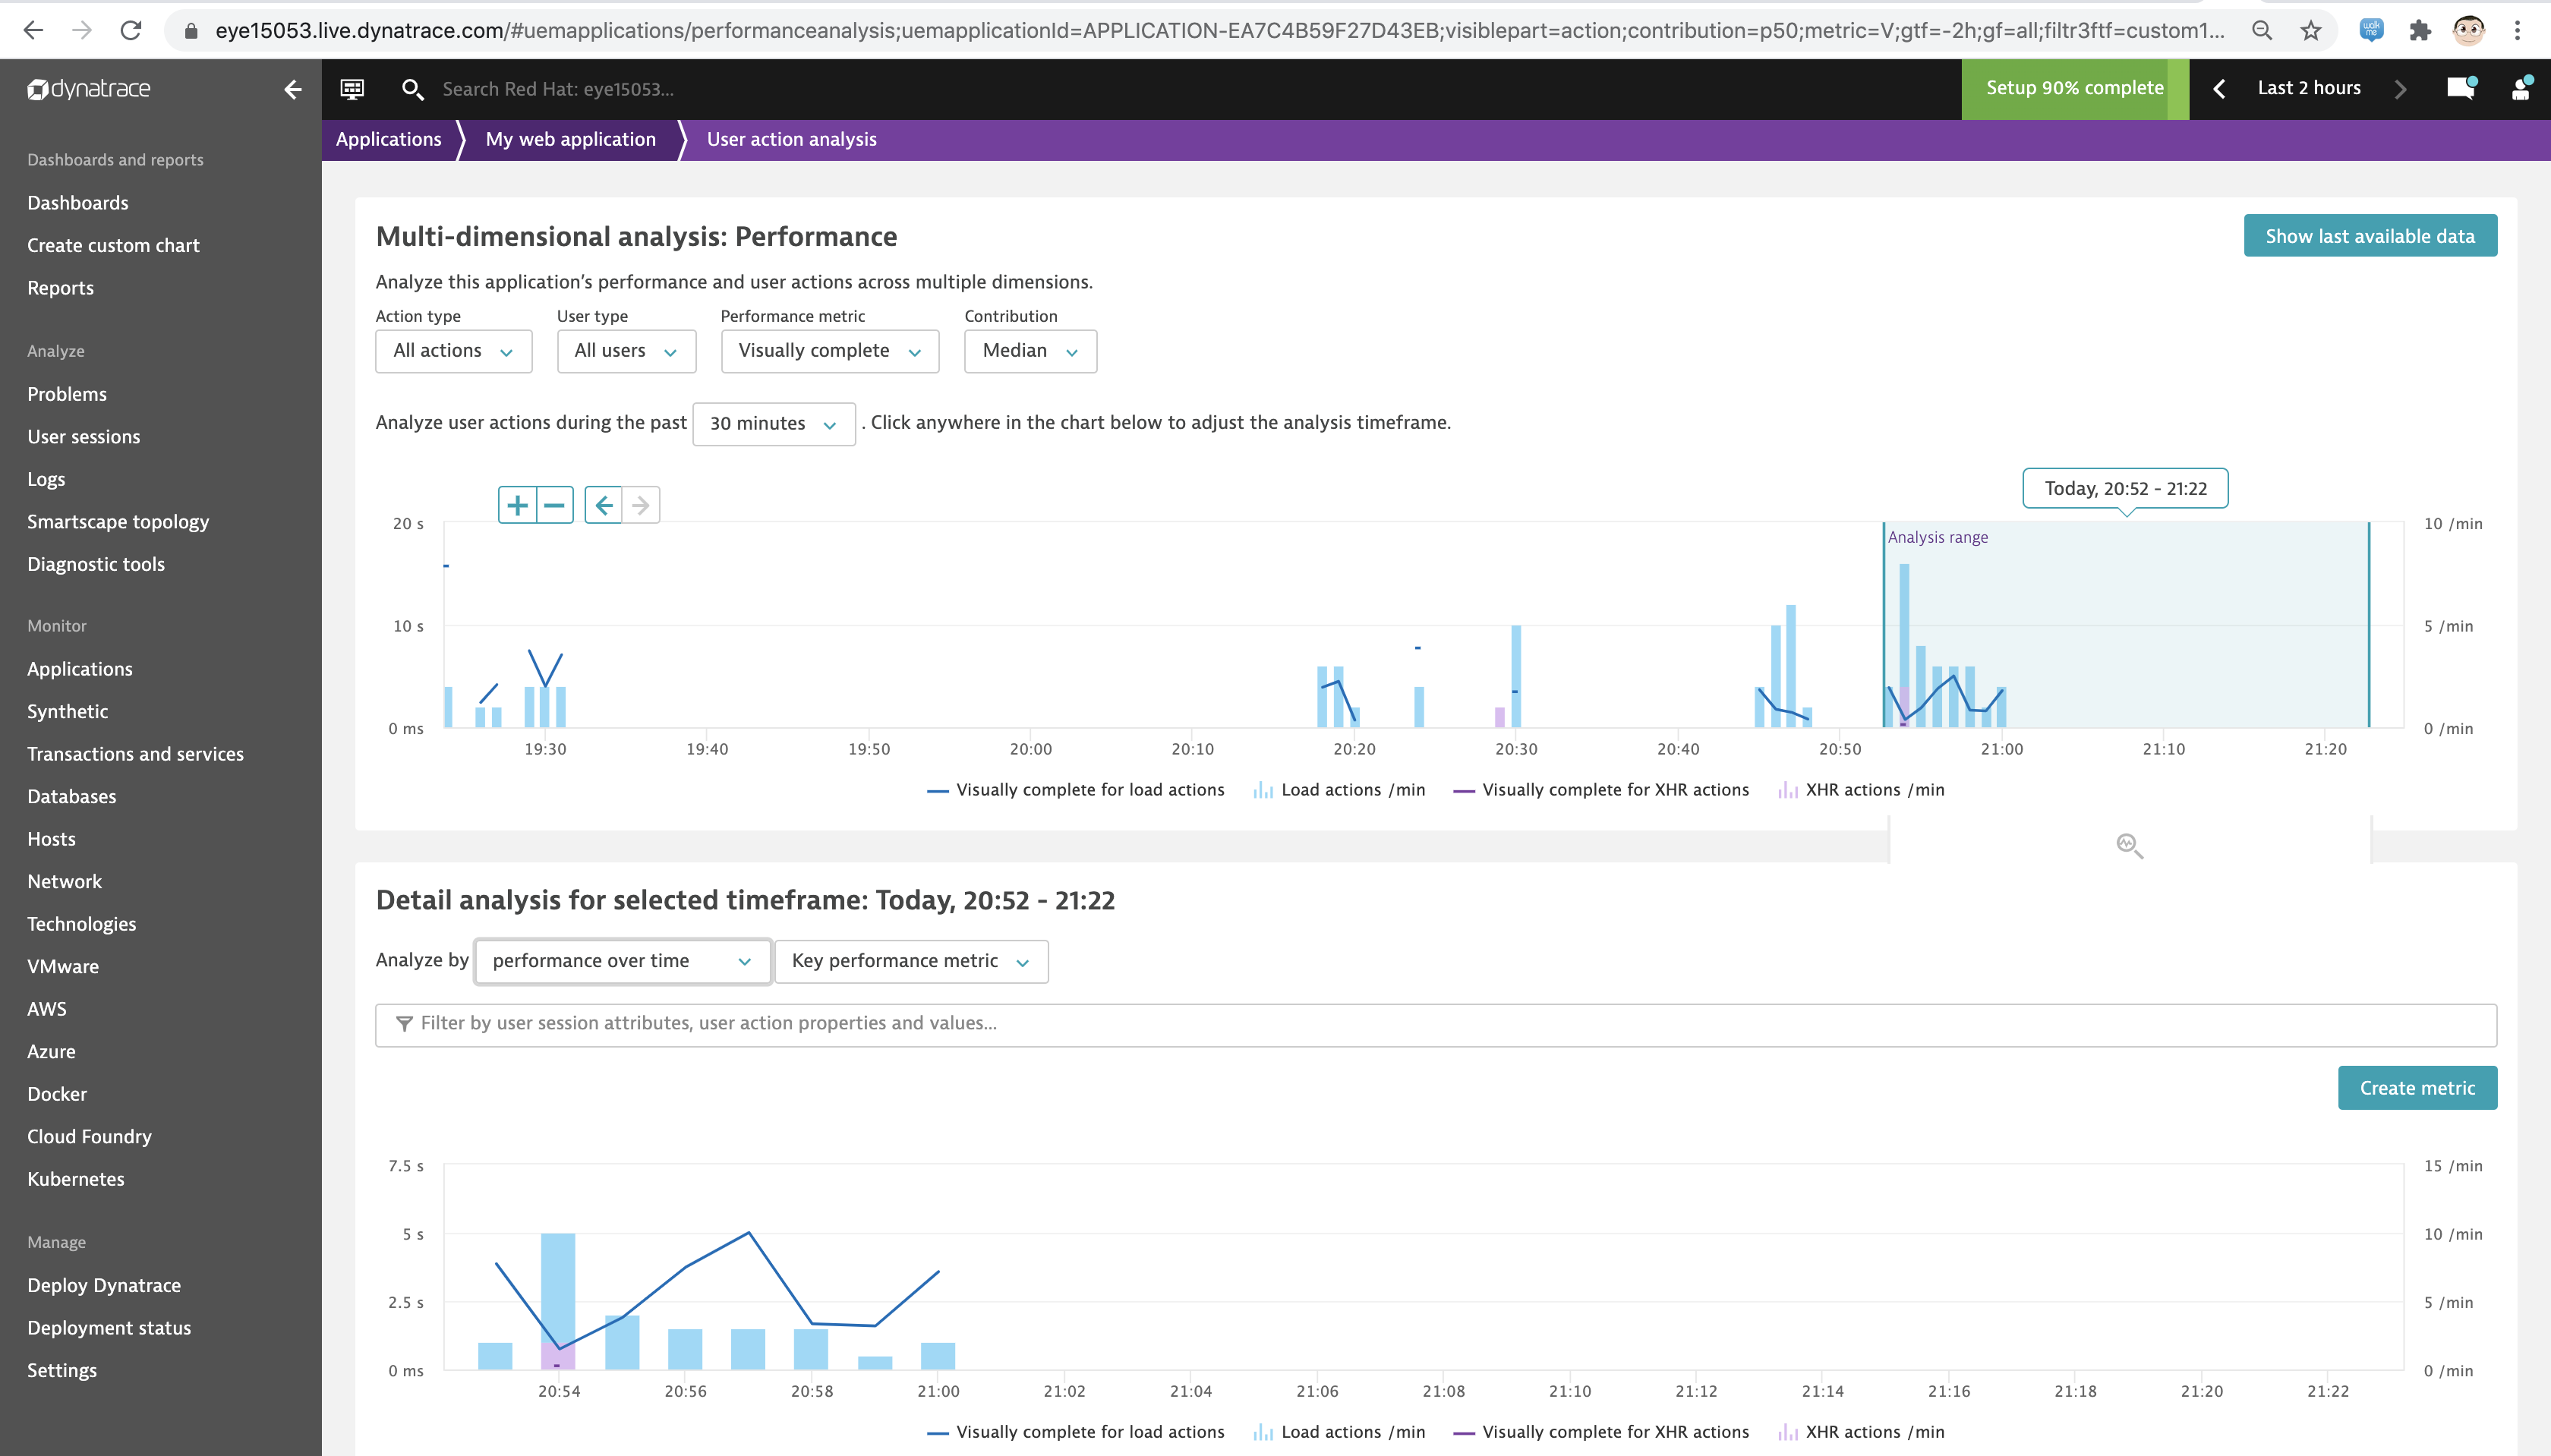 eye15053.live.dynatrace.com/#uemapplications/performanceanalysis;uemapplicationId=APPLICATION-EA7C4B59F27D43EB;visiblepart=action;contribution=p50;metric=V;gtf=-2h;gf=all;filtr3ftf=custom1...
dynatrace
Search Red Hat: eye15053...
Setup 90% complete
Last 2 hours
Applications
My web application
User action analysis
Dashboards and reports
Dashboards
Create custom chart
Reports
Analyze
Problems
User sessions
Logs
Smartscape topology
Diagnostic tools
Monitor
Applications
Synthetic
Transactions and services
Databases
Hosts
Network
Technologies
VMware
AWS
Azure
Docker
Cloud Foundry
Kubernetes
Manage
Deploy Dynatrace
Deployment status
Settings
Multi-dimensional analysis: Performance
Show last available data
Analyze this application's performance and user actions across multiple dimensions.
Action type User type Performance metric Contribution
All actions All users Visually complete Median
Analyze user actions during the past 30 minutes . Click anywhere in the chart below to adjust the analysis timeframe.
Today, 20:52 - 21:22
20 s 10 /min
Analysis range
10 s 5 /min
0 ms 0 /min
19:30 19:40 19:50 20:00 20:10 20:20 20:30 20:40 20:50 21:00 21:10 21:20
Visually complete for load actions Load actions /min Visually complete for XHR actions XHR actions /min
Detail analysis for selected timeframe: Today, 20:52 - 21:22
Analyze by performance over time Key performance metric
Filter by user session attributes, user action properties and values...
Create metric
7.5 s 15 /min
5 s 10 /min
2.5 s 5 /min
0 ms 0 /min
20:54 20:56 20:58 21:00 21:02 21:04 21:06 21:08 21:10 21:12 21:14 21:16 21:18 21:20 21:22
Visually complete for load actions Load actions /min Visually complete for XHR actions XHR actions /min